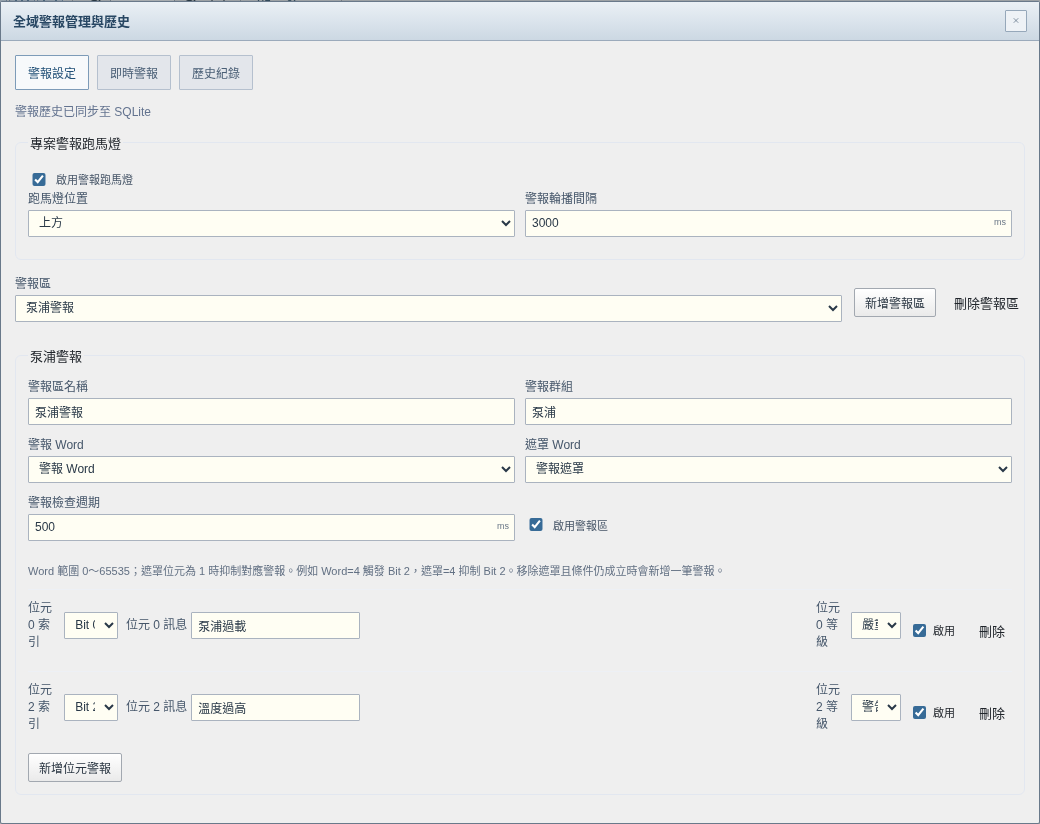 全域警報管理與歷史
×
警報設定 即時警報 歷史紀錄
警報歷史已同步至 SQLite
專案警報跑馬燈
啟用警報跑馬燈
跑馬燈位置 警報輪播間隔
上方 3000 ms
警報區
泵浦警報 新增警報區 刪除警報區
泵浦警報
警報區名稱 警報群組
泵浦警報 泵浦
警報 Word 遮罩 Word
警報 Word 警報遮罩
警報檢查週期
500 ms 啟用警報區
Word 範圍 0～65535；遮罩位元為 1 時抑制對應警報。例如 Word=4 觸發 Bit 2，遮罩=4 抑制 Bit 2。移除遮罩且條件仍成立時會新增一筆警報。
位元 0 索引 Bit 位元 0 訊息 泵浦過載 位元 0 等級 嚴 啟用 刪除
位元 2 索引 Bit 位元 2 訊息 溫度過高 位元 2 等級 警 啟用 刪除
新增位元警報